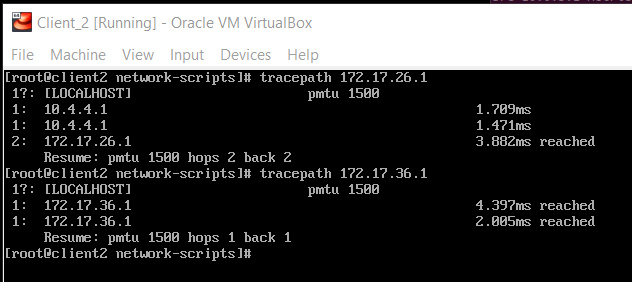 Client_2 [Running] - Oracle VM VirtualBox
File Machine View Input Devices Help
[root@client2 network-scripts]# tracepath 172.17.26.1
1?: [LOCALHOST] pmtu 1500
1: 10.4.4.1 1.709ms
1: 10.4.4.1 1.471ms
2: 172.17.26.1 3.882ms reached
Resume: pmtu 1500 hops 2 back 2
[root@client2 network-scripts]# tracepath 172.17.36.1
1?: [LOCALHOST] pmtu 1500
1: 172.17.36.1 4.397ms reached
1: 172.17.36.1 2.005ms reached
Resume: pmtu 1500 hops 1 back 1
[root@client2 network-scripts]#